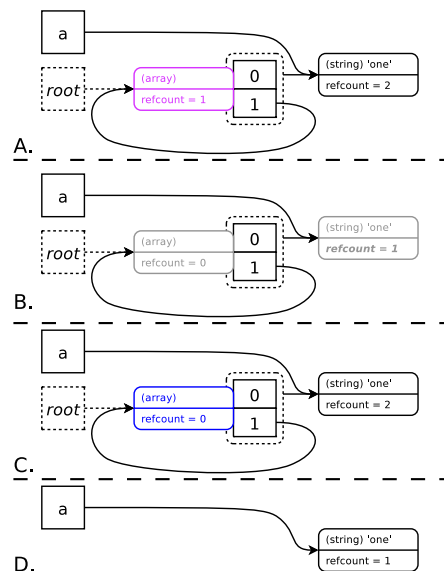 a
(string) 'one'
refcount = 2
root
(array)
refcount = 1
0
1
A.
a
(string) 'one'
refcount = 1
root
(array)
refcount = 0
0
1
B.
a
(string) 'one'
refcount = 2
root
(array)
refcount = 0
0
1
C.
a
(string) 'one'
refcount = 1
D.